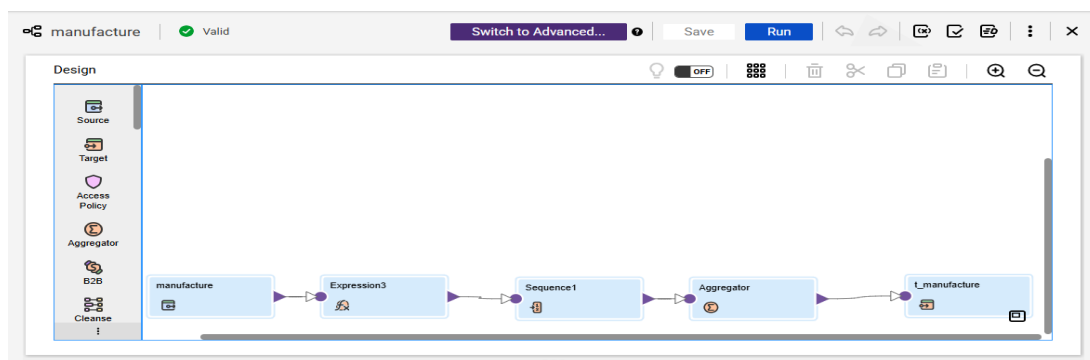 manufacture
Valid
Switch to Advanced...
Save
Run
Design
OFF
Source
Target
Access
Policy
Aggregator
B2B
Cleanse
manufacture
Expression3
Sequence1
Aggregator
t_manufacture